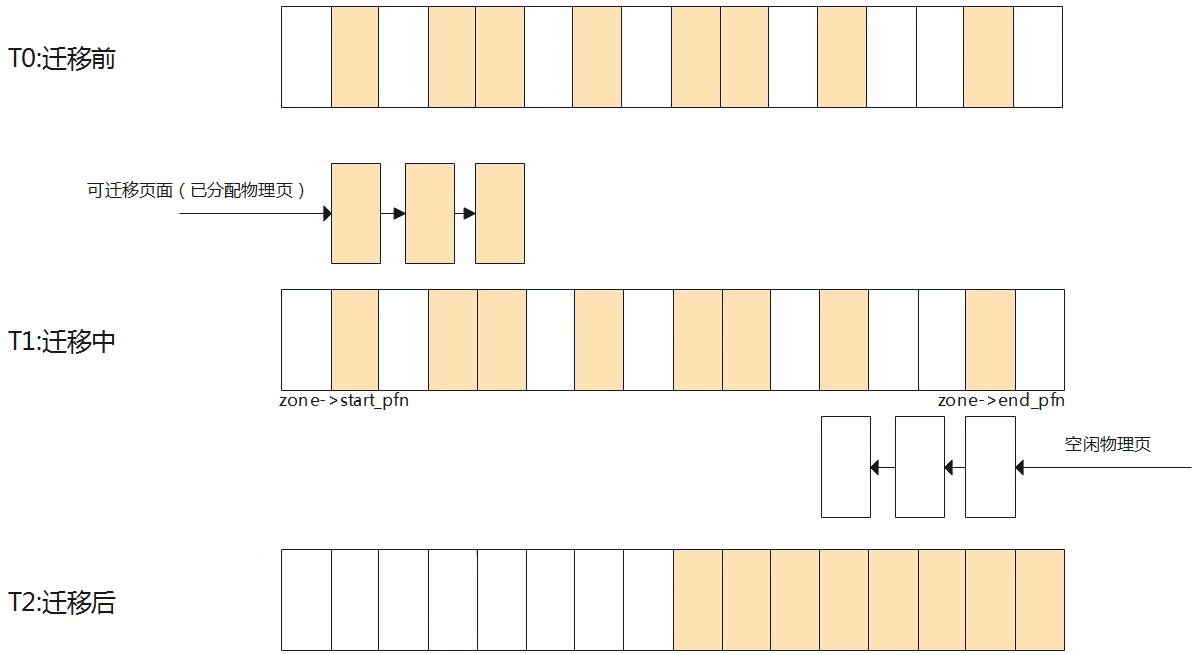 T0:迁移前
可迁移页面（已分配物理页）
T1:迁移中
zone->start_pfn
zone->end_pfn
空闲物理页
T2:迁移后